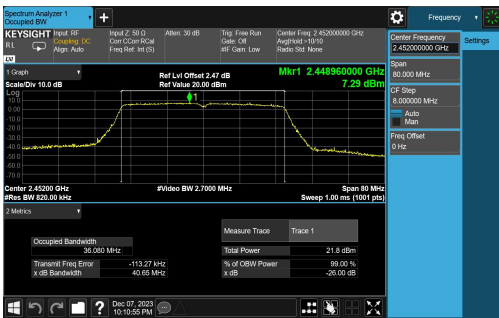 Spectrum Analyzer 1
Occupied BW
Frequency
KEYSIGHT
Input: RF
Coupling: DC
Align: Auto
Input Z: 50 Ω
Corr CCorr RCal
Freq Ref: Int (S)
Atten: 30 dB
Trig: Free Run
Gate: Off
#IF Gain: Low
Center Freq: 2.452000000 GHz
Avg|Hold:>10/10
Radio Std: None
RL
LXI
Center Frequency
2.452000000 GHz
Settings
Span
80.000 MHz
CF Step
8.000000 MHz
Auto
Man
Freq Offset
0 Hz
1 Graph
Scale/Div 10.0 dB
Ref Lvl Offset 2.47 dB
Ref Value 20.00 dBm
Mkr1 2.448960000 GHz
7.29 dBm
Log
10.0
0.00
-10.0
-20.0
-30.0
-40.0
-50.0
-60.0
-70.0
1
Center 2.45200 GHz
#Res BW 820.00 kHz
#Video BW 2.7000 MHz
Span 80 MHz
Sweep 1.00 ms (1001 pts)
2 Metrics
Measure Trace
Trace 1
Occupied Bandwidth
36.080 MHz
Total Power
21.8 dBm
Transmit Freq Error
-113.27 kHz
% of OBW Power
99.00 %
x dB Bandwidth
40.65 MHz
x dB
-26.00 dB
?
Dec 07, 2023
10:10:55 PM